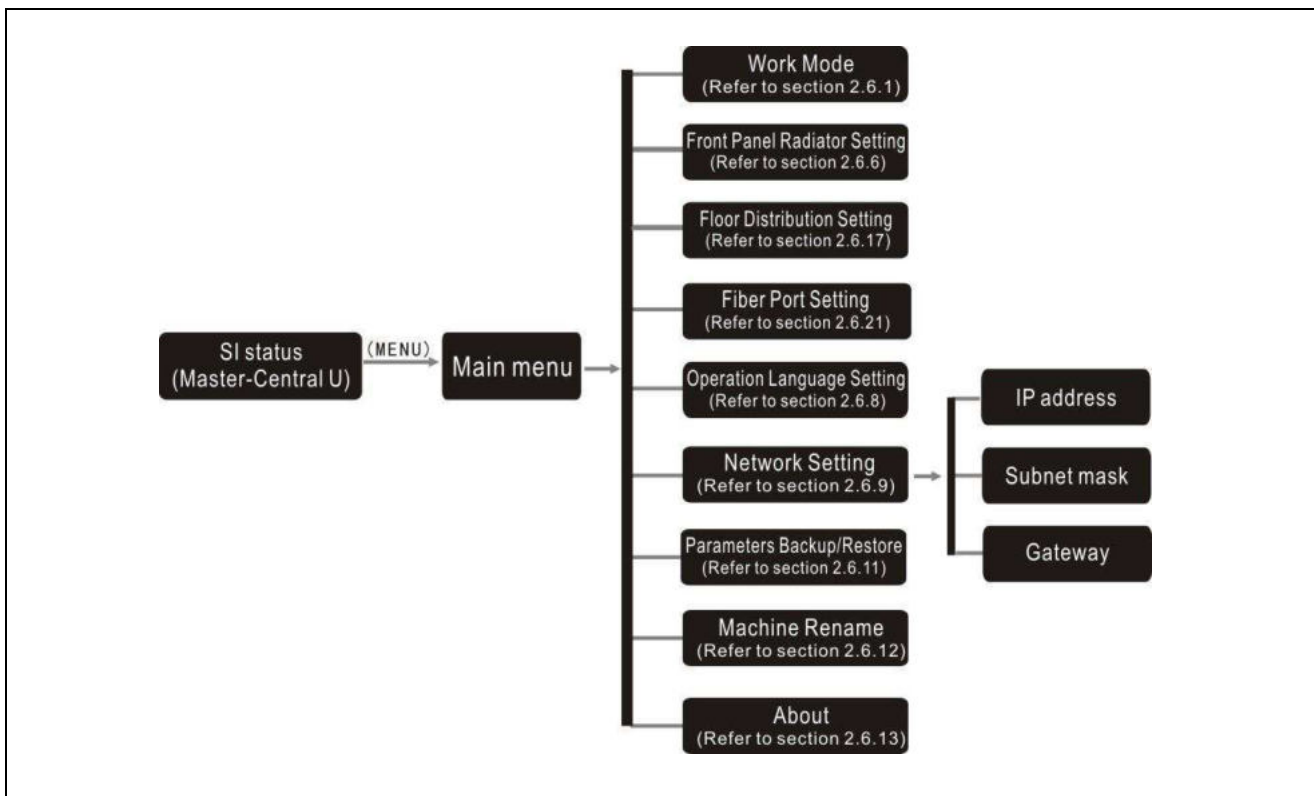 Work Mode
(Refer to section 2.6.1)
Front Panel Radiator Setting
(Refer to section 2.6.6)
Floor Distribution Setting
(Refer to section 2.6.17)
Fiber Port Setting
(Refer to section 2.6.21)
SI status
(Master-Central U)
(MENU)
Main menu
Operation Language Setting
(Refer to section 2.6.8)
Network Setting
(Refer to section 2.6.9)
IP address
Subnet mask
Gateway
Parameters Backup/Restore
(Refer to section 2.6.11)
Machine Rename
(Refer to section 2.6.12)
About
(Refer to section 2.6.13)